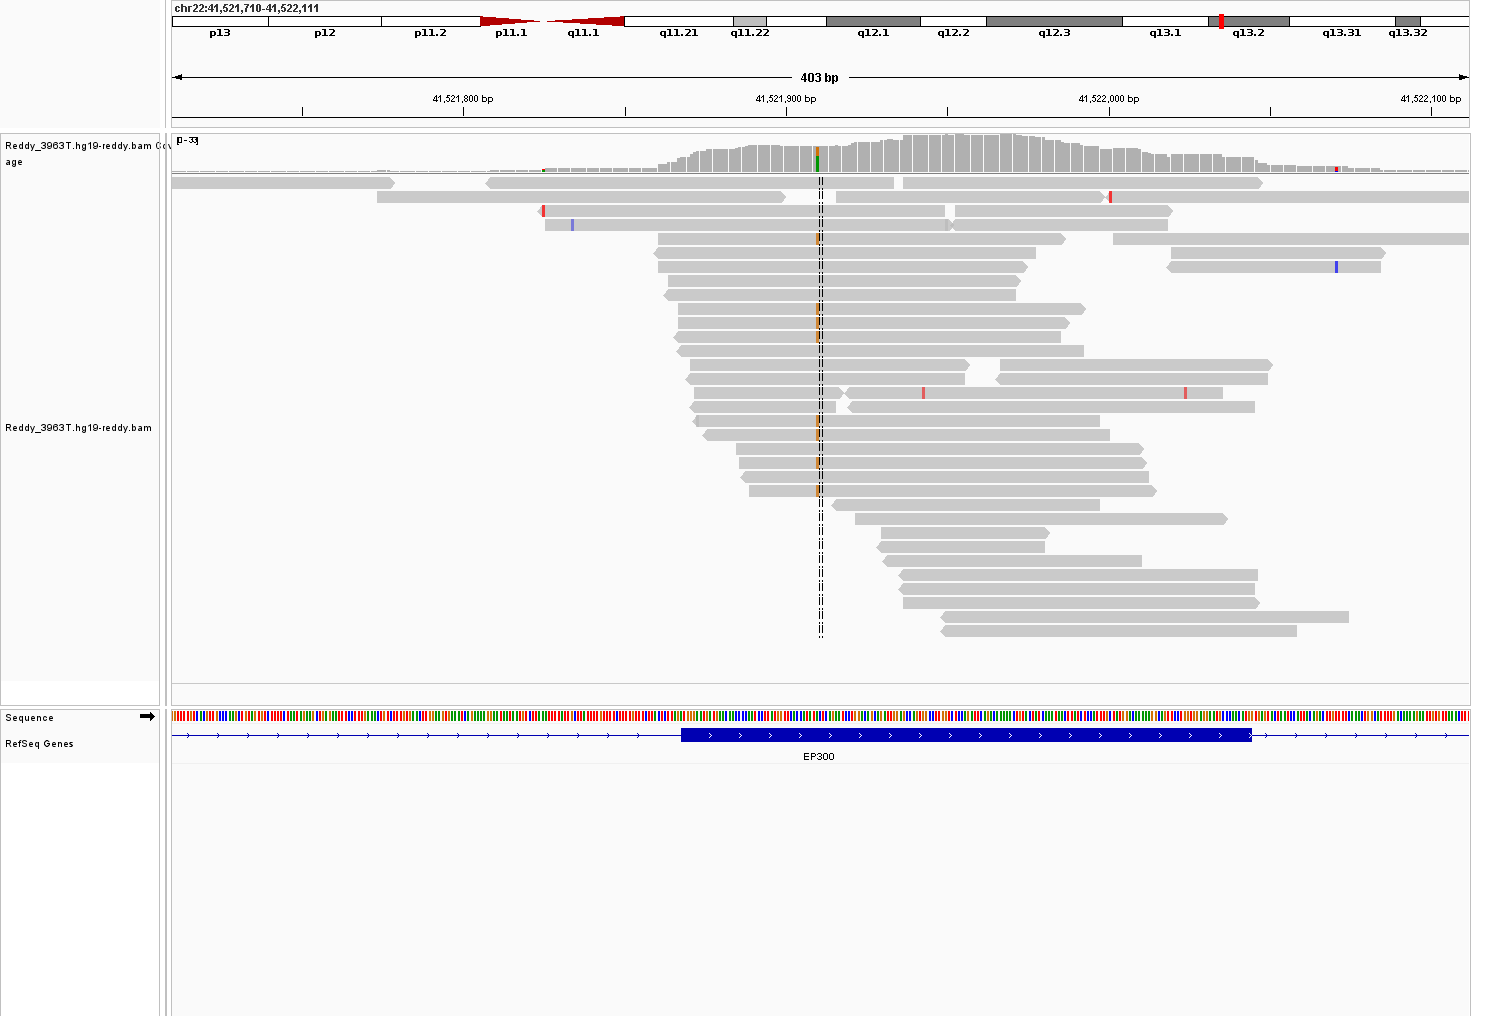 chr22:41,521,710-41,522,111
p13 p12 p11.2 p11.1 q11.1 q11.21 q11.22 q12.1 q12.2 q12.3 q13.1 q13.2 q13.31 q13.32
403 bp
41,521,800 bp 41,521,900 bp 41,522,000 bp 41,522,100 bp
Reddy_3963T.hg19-reddy.bam Cov
age
[0-33]
Reddy_3963T.hg19-reddy.bam
Sequence
RefSeq Genes
EP300